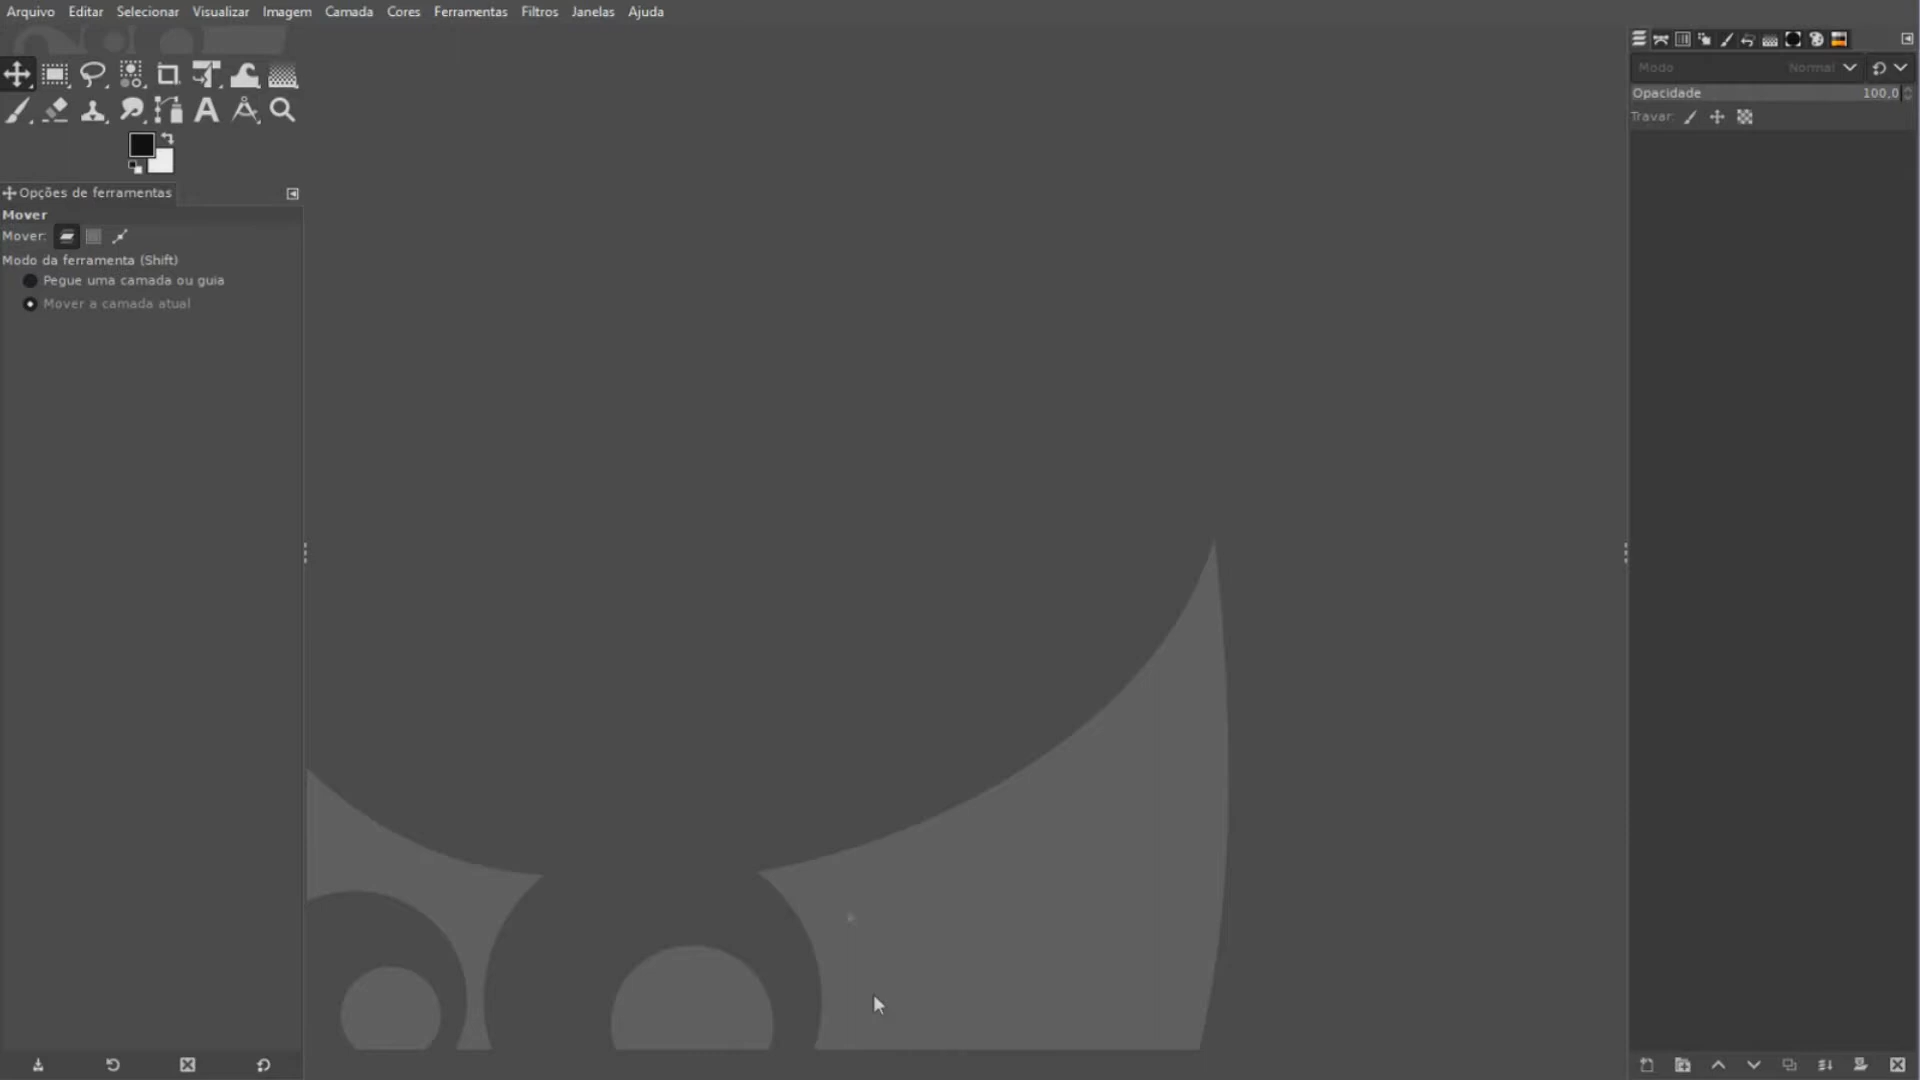 Arquivo Editar Selecionar Visualizar Imagem Camada Cores Ferramentas Filtros Janelas Ajuda
Opções de ferramentas
Mover
Mover:
Modo da ferramenta (Shift)
Pegue uma camada ou guia
Mover a camada atual
Modo Normal
Opacidade 100,0
Travar: